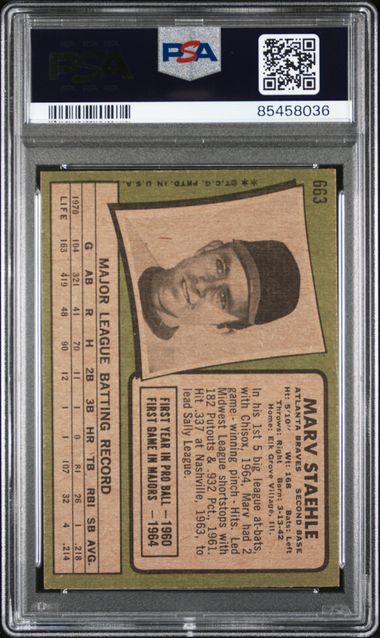 PSA
PSA
85458036
663
MARV STAEHLE
ATLANTA BRAVES SECOND BASE
Ht: 5'10" Wt: 168 Bats: Left
Throws: Right Born: 3-13-42
Home: Elk Grove Village, Ill.
In his 1st 5 big league at-bats,
with Chisox, 1964, Marv had 2
game-winning pinch-Hits. Led
Midwest League shortstops with
182 Putouts & .932 Pct, 1961.
Hit .337 at Nashville, 1963, to
lead Sally League.
FIRST YEAR IN PRO BALL—1960
FIRST GAME IN MAJORS —1964
MAJOR LEAGUE BATTING RECORD
G AB R H 2B 3B HR TB RBI SB AVG.
1970 104 321 41 70 1 0 81 26 1 .218
LIFE 163 419 48 90 12 1 1 107 32 4 .214
**©T.C.G. PRTD. IN U.S.A.